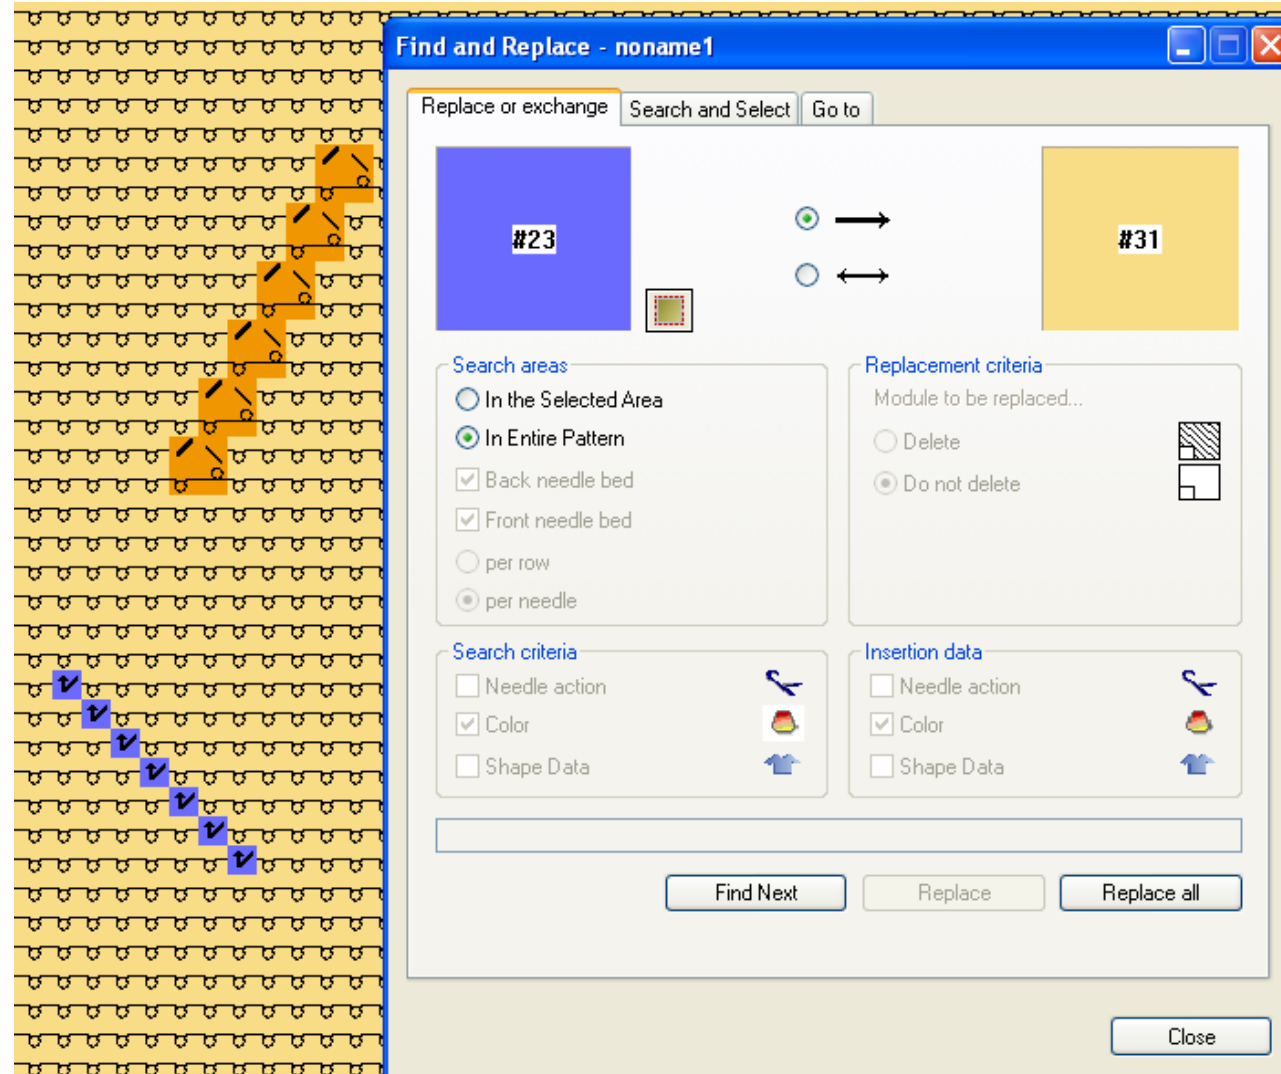 Find and Replace - noname1
Replace or exchange
Search and Select
Go to
#23
#31
Search areas
In the Selected Area
In Entire Pattern
Back needle bed
Front needle bed
per row
per needle
Replacement criteria
Module to be replaced...
Delete
Do not delete
Search criteria
Needle action
Color
Shape Data
Insertion data
Needle action
Color
Shape Data
Find Next
Replace
Replace all
Close